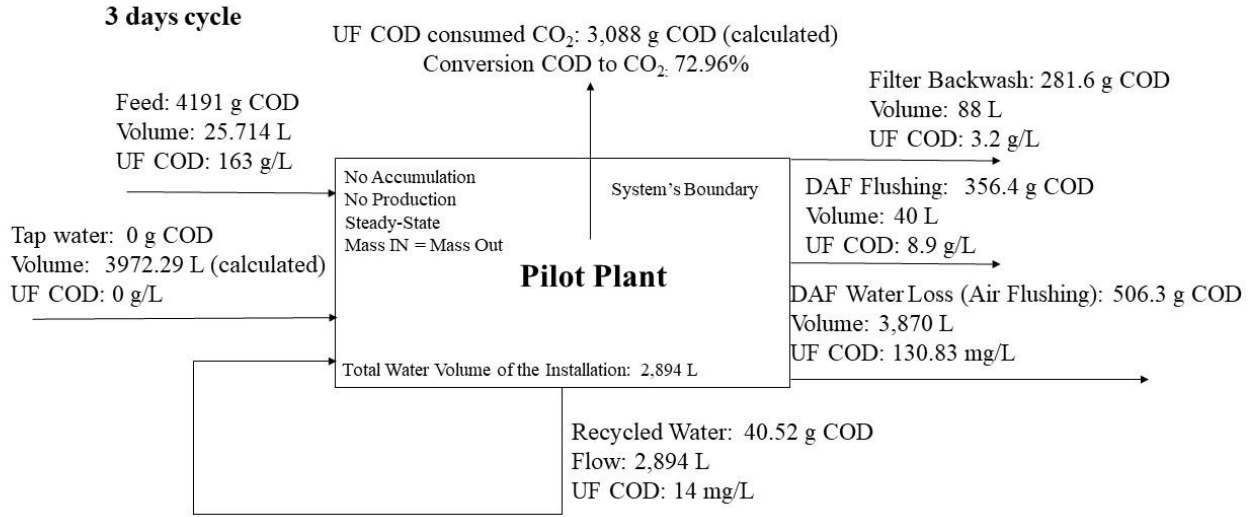 3 days cycle
UF COD consumed CO₂: 3,088 g COD (calculated)
Conversion COD to CO₂: 72.96%
Feed: 4191 g COD
Volume: 25.714 L
UF COD: 163 g/L
Tap water: 0 g COD
Volume: 3972.29 L (calculated)
UF COD: 0 g/L
No Accumulation
No Production
Steady-State
Mass IN = Mass Out
System's Boundary
Pilot Plant
Total Water Volume of the Installation: 2,894 L
Filter Backwash: 281.6 g COD
Volume: 88 L
UF COD: 3.2 g/L
DAF Flushing: 356.4 g COD
Volume: 40 L
UF COD: 8.9 g/L
DAF Water Loss (Air Flushing): 506.3 g COD
Volume: 3,870 L
UF COD: 130.83 mg/L
Recycled Water: 40.52 g COD
Flow: 2,894 L
UF COD: 14 mg/L